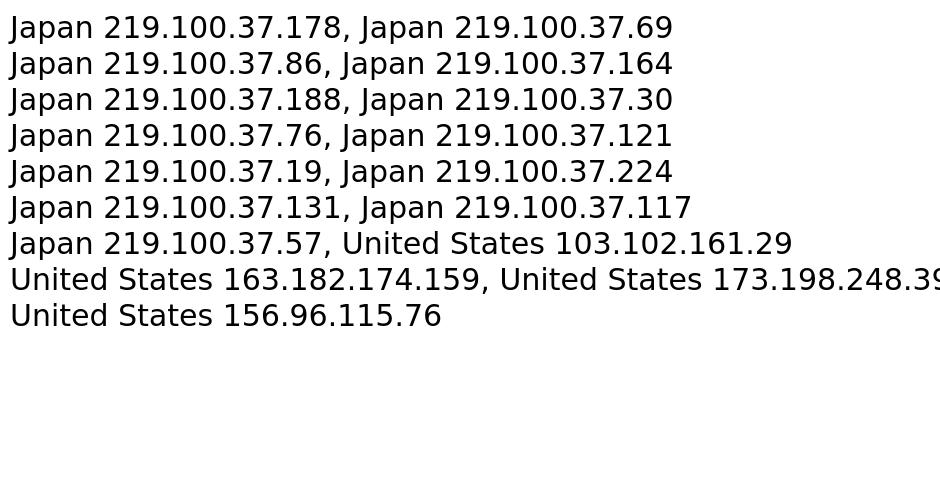 Japan 219.100.37.178, Japan 219.100.37.69
Japan 219.100.37.86, Japan 219.100.37.164
Japan 219.100.37.188, Japan 219.100.37.30
Japan 219.100.37.76, Japan 219.100.37.121
Japan 219.100.37.19, Japan 219.100.37.224
Japan 219.100.37.131, Japan 219.100.37.117
Japan 219.100.37.57, United States 103.102.161.29
United States 163.182.174.159, United States 173.198.248.39
United States 156.96.115.76